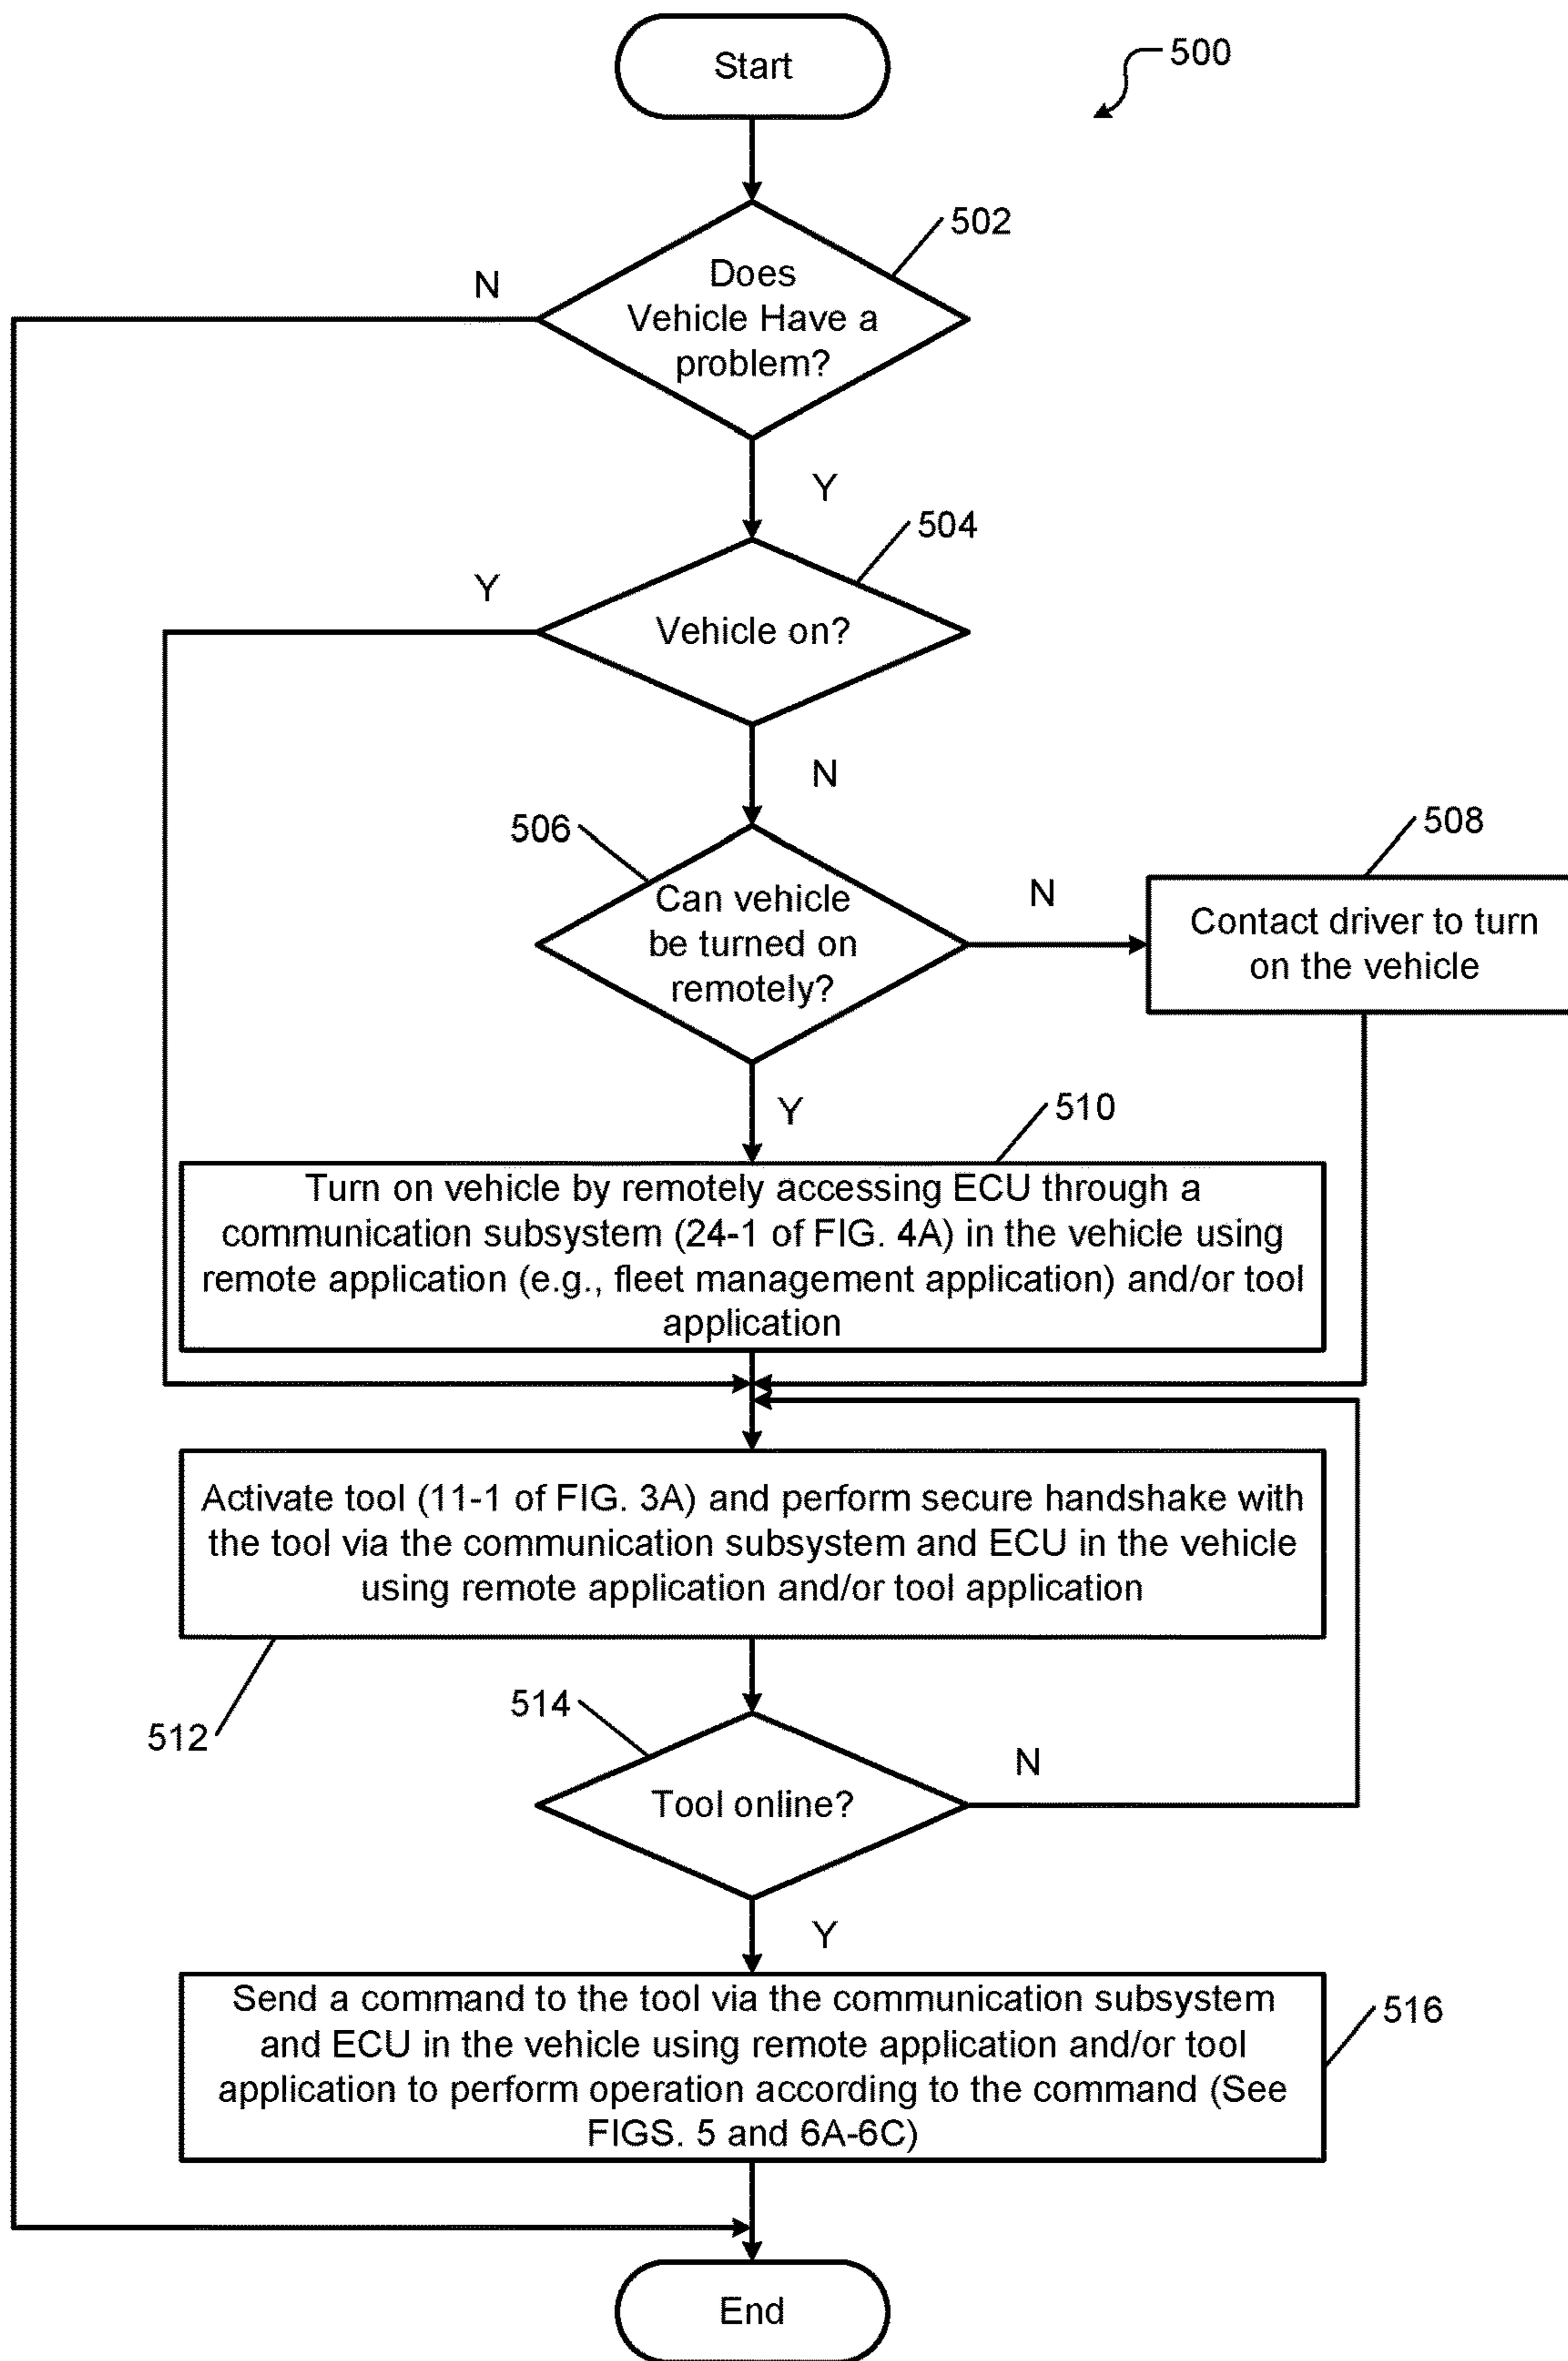 Start
500
502
Does
Vehicle Have a
problem?
N
Y
504
Vehicle on?
Y
N
506
Can vehicle
be turned on
remotely?
N
508
Contact driver to turn
on the vehicle
Y
510
Turn on vehicle by remotely accessing ECU through a
communication subsystem (24-1 of FIG. 4A) in the vehicle using
remote application (e.g., fleet management application) and/or tool
application
Activate tool (11-1 of FIG. 3A) and perform secure handshake with
the tool via the communication subsystem and ECU in the vehicle
using remote application and/or tool application
512
514
Tool online?
N
Y
Send a command to the tool via the communication subsystem
and ECU in the vehicle using remote application and/or tool
application to perform operation according to the command (See
FIGS. 5 and 6A-6C)
516
End